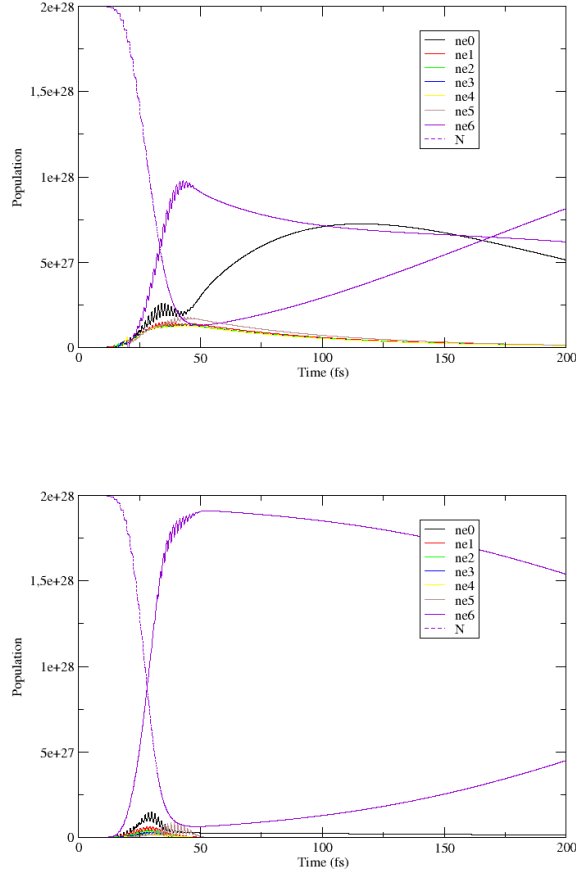 2e+28
1,5e+28
1e+28
5e+27
0
Population
ne0
ne1
ne2
ne3
ne4
ne5
ne6
N
0
50
100
150
200
Time (fs)
2e+28
1,5e+28
1e+28
5e+27
0
Population
ne0
ne1
ne2
ne3
ne4
ne5
ne6
N
0
50
100
150
200
Time (fs)